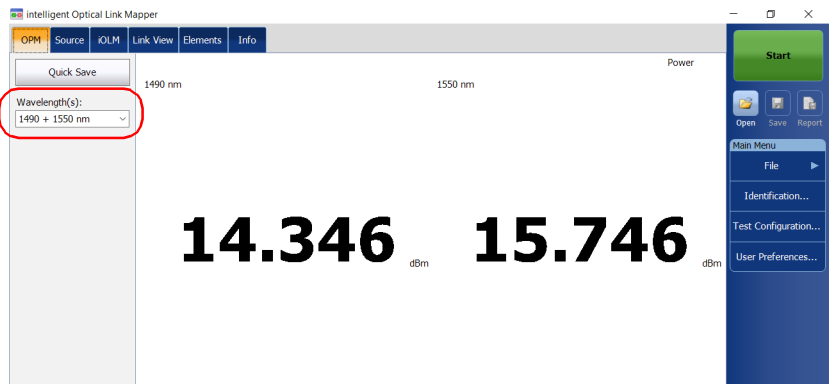 intelligent Optical Link Mapper
OPM Source iOLM Link View Elements Info
Quick Save
Wavelength(s):
1490 + 1550 nm
Power
1490 nm 1550 nm
14.346 dBm 15.746 dBm
Start
Open Save Report
Main Menu
File
Identification...
Test Configuration...
User Preferences...